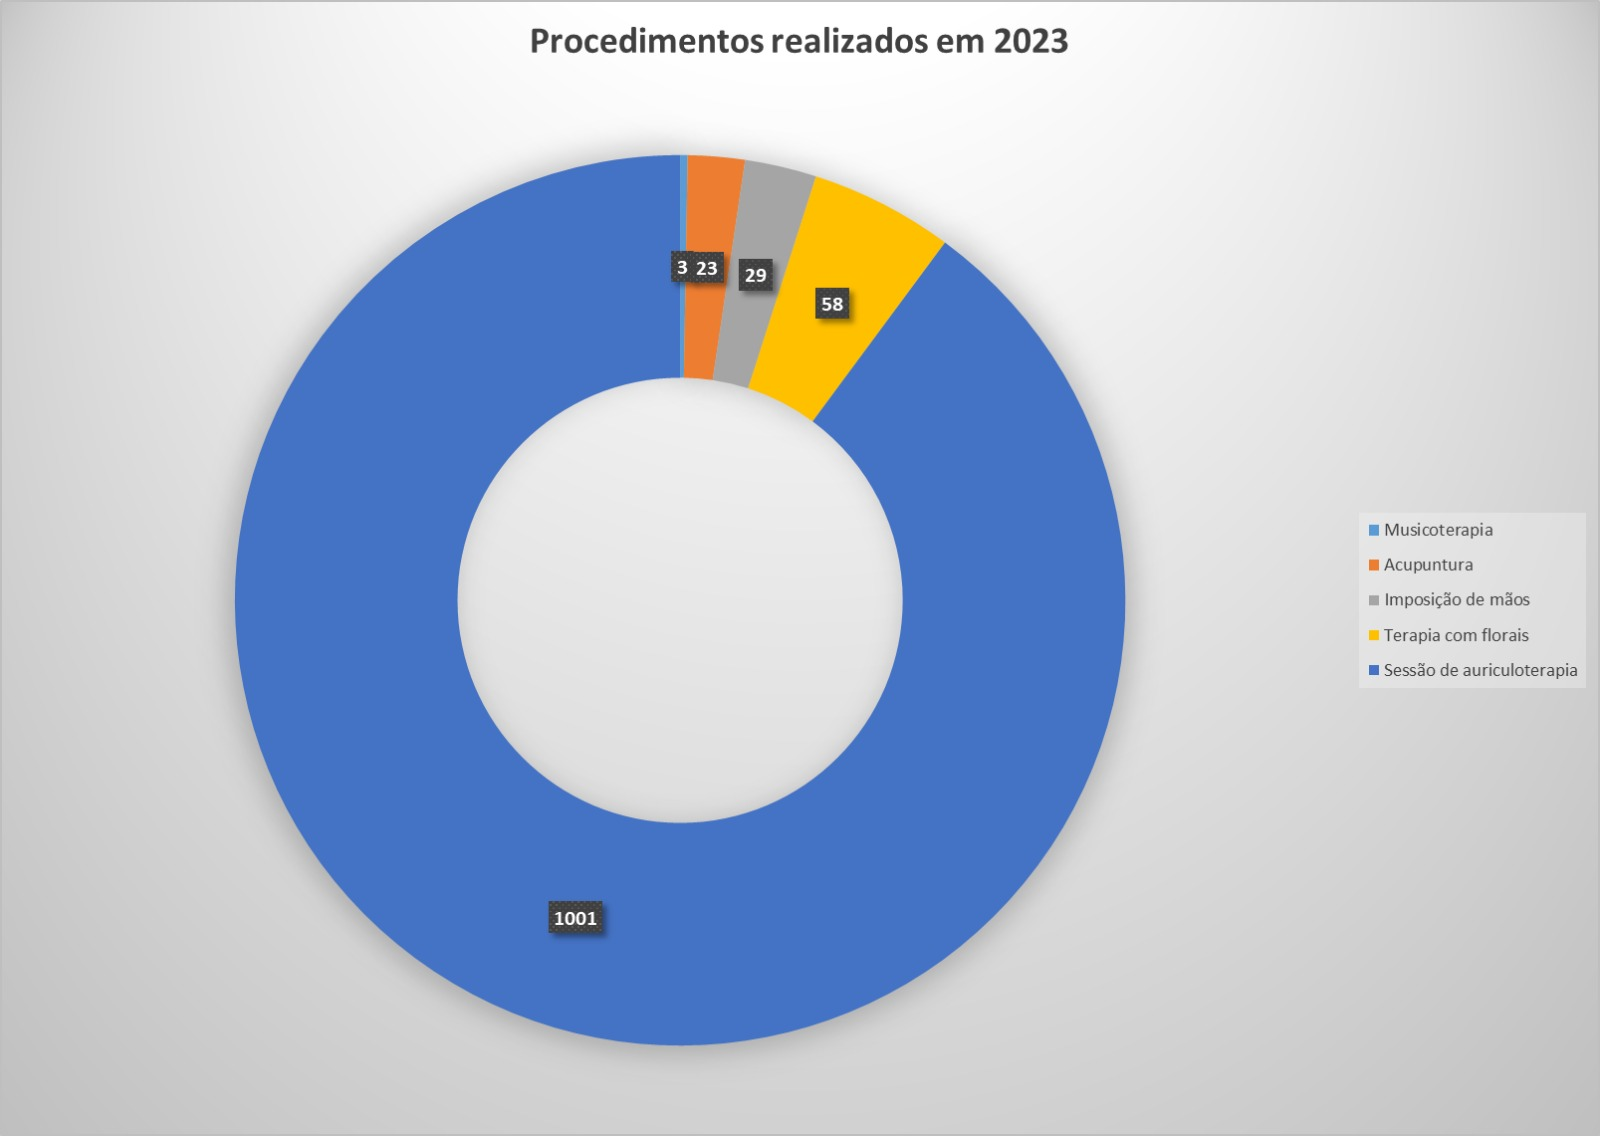 Procedimentos realizados em 2023
3
23
29
58
1001
Musicoterapia
Acupuntura
Imposição de mãos
Terapia com florais
Sessão de auriculoterapia